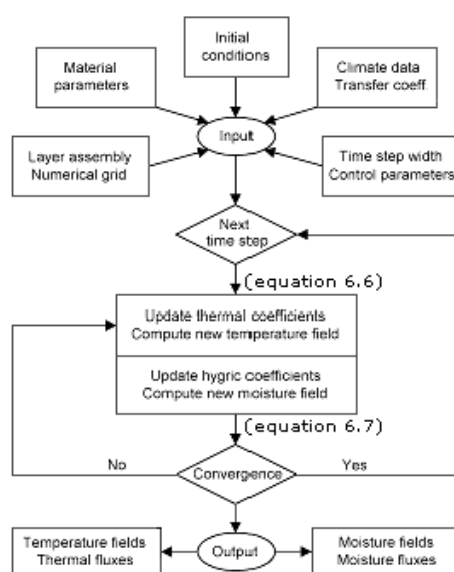 Initial
conditions
Material
parameters
Climate data
Transfer coeff.
Input
Layer assembly
Numerical grid
Time step width
Control parameters
Next
time step
(equation 6.6)
Update thermal coefficients
Compute new temperature field
Update hygric coefficients
Compute new moisture field
(equation 6.7)
No
Convergence
Yes
Temperature fields
Thermal fluxes
Output
Moisture fields
Moisture fluxes